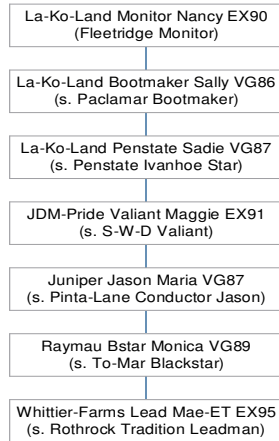 La-Ko-Land Monitor Nancy EX90
(Fleetridge Monitor)
La-Ko-Land Bootmaker Sally VG86
(s. Paclamar Bootmaker)
La-Ko-Land Penstate Sadie VG87
(s. Penstate Ivanhoe Star)
JDM-Pride Valiant Maggie EX91
(s. S-W-D Valiant)
Juniper Jason Maria VG87
(s. Pinta-Lane Conductor Jason)
Raymau Bstar Monica VG89
(s. To-Mar Blackstar)
Whittier-Farms Lead Mae-ET EX95
(s. Rothrock Tradition Leadman)